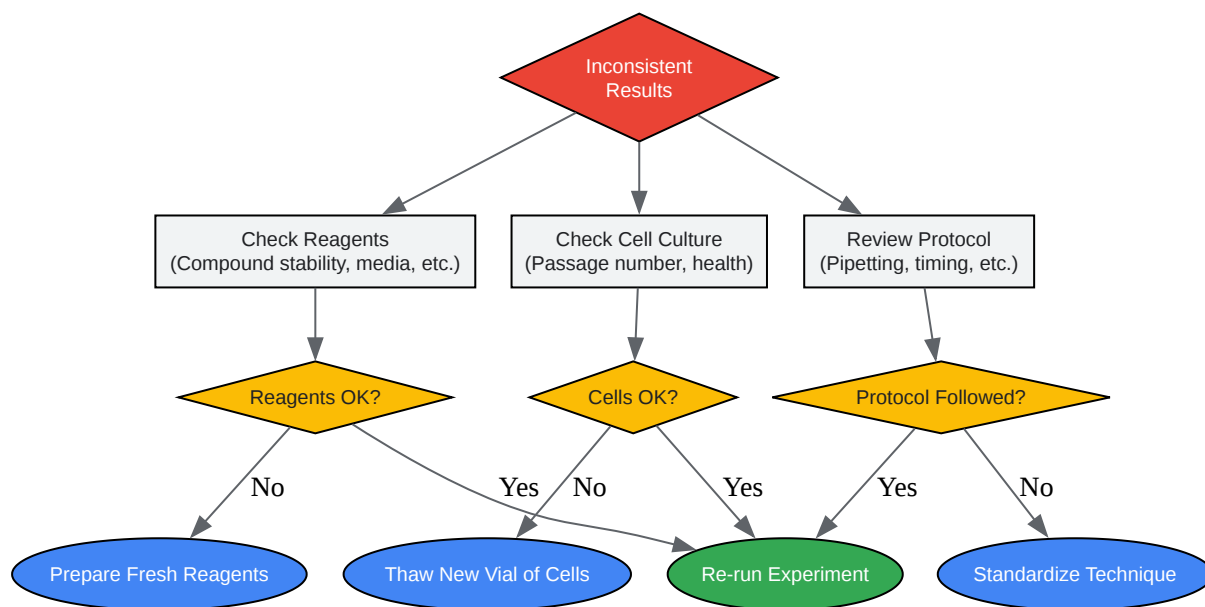 Inconsistent
Results
Check Reagents
(Compound stability, media, etc.)
Check Cell Culture
(Passage number, health)
Review Protocol
(Pipetting, timing, etc.)
Reagents OK?
Cells OK?
Protocol Followed?
No
Yes
No
Yes
Yes
No
Prepare Fresh Reagents
Thaw New Vial of Cells
Re-run Experiment
Standardize Technique